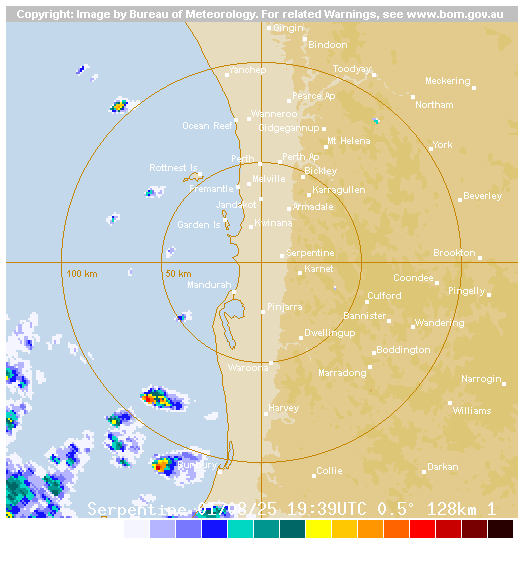 Copyright: Image by Bureau of Meteorology. For related Warnings, see www.bom.gov.au
Gingin
Bindoon
Yanchep
Toodyay
Meckering
Pearce Ap
Northam
Wanneroo
Ocean Reef
Gidgegannup
Mt Helena
York
Perth
Perth Ap
Rottnest Is
Bickley
Melville
Fremantle
Karragullen
Beverley
Jandakot
Armadale
Garden Is
Kwinana
Serpentine
Brookton
100 km
50 km
Karnet
Coondee
Mandurah
Pingelly
Culford
Pinjarra
Bannister
Wandering
Dwellingup
Boddington
Waroona
Marradong
Narrogin
Harvey
Williams
Bunbury
Collie
Darkan
Serpentine 01/08/25 19:39UTC 0.5° 128km 1